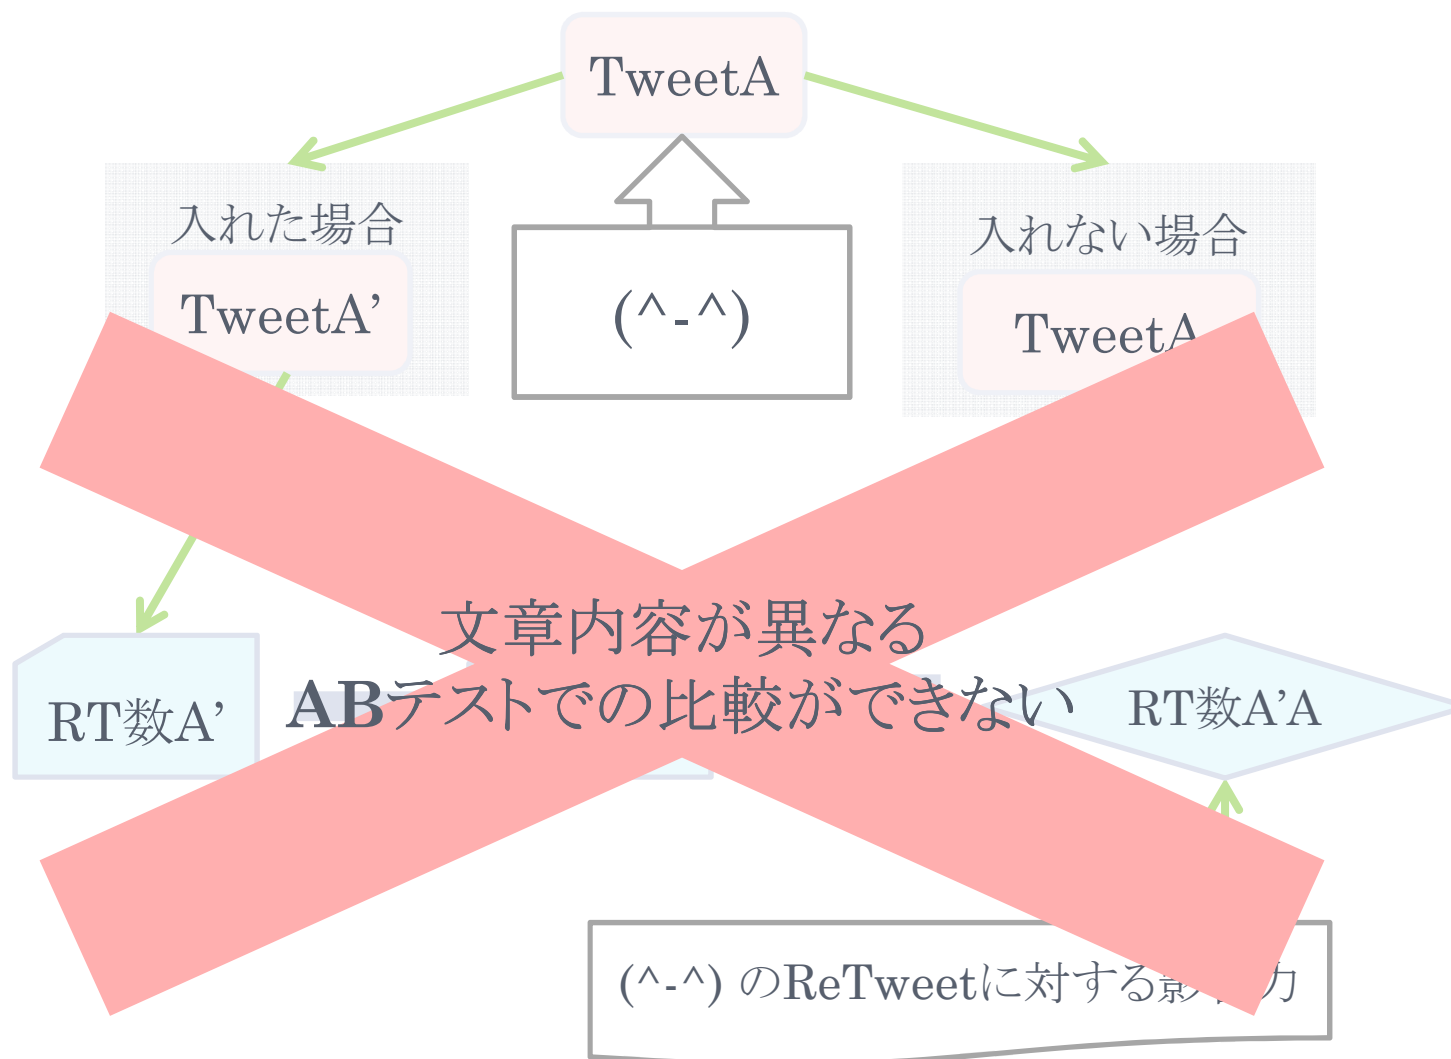 TweetA
入れた場合
TweetA'
(^-^)
入れない場合
TweetA
文章内容が異なる
ABテストでの比較ができない
RT数A'
RT数A'A
(^-^) のReTweetに対する影